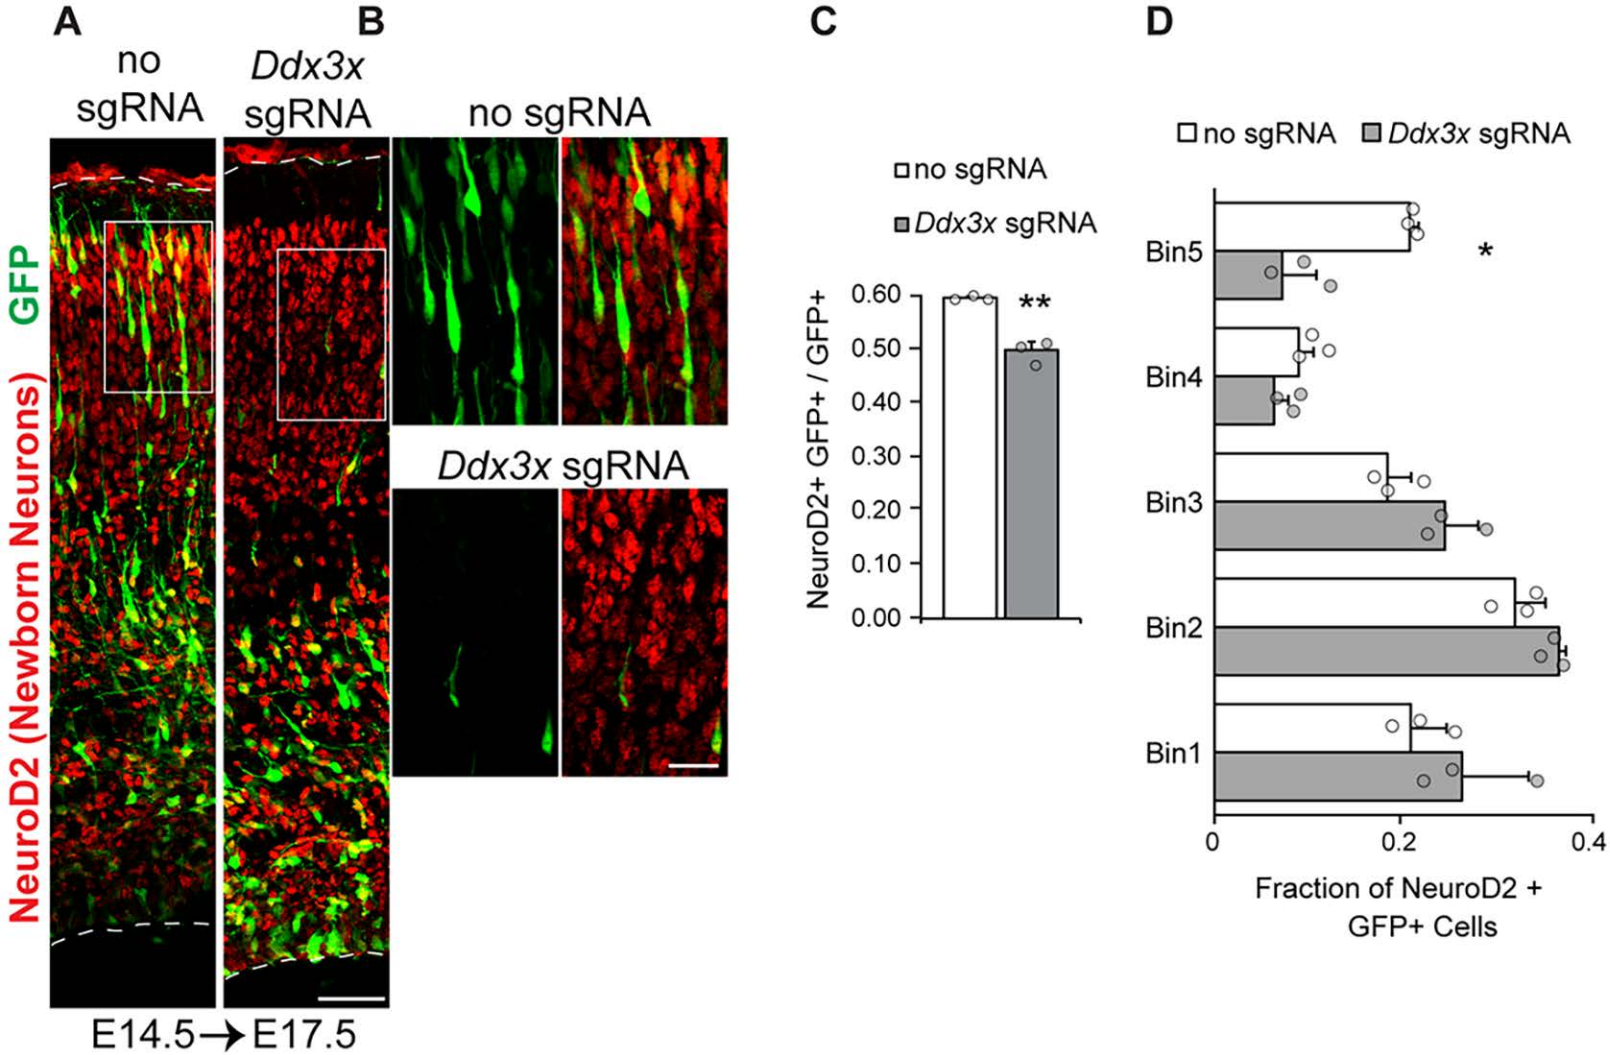 A
B
C
D
no
sgRNA
Ddx3x
sgRNA
no sgRNA
Ddx3x sgRNA
NeuroD2 (Newborn Neurons) GFP
E14.5→E17.5
no sgRNA
Ddx3x sgRNA
NeuroD2+ GFP+ / GFP+
0.60
0.50
0.40
0.30
0.20
0.10
0.00
**
no sgRNA Ddx3x sgRNA
Bin5
*
Bin4
Bin3
Bin2
Bin1
0 0.2 0.4
Fraction of NeuroD2 +
GFP+ Cells